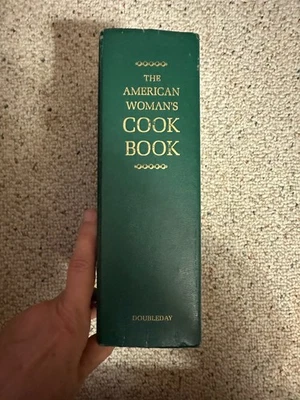 THE
AMERICAN
WOMAN'S
COOK
BOOK
DOUBLEDAY